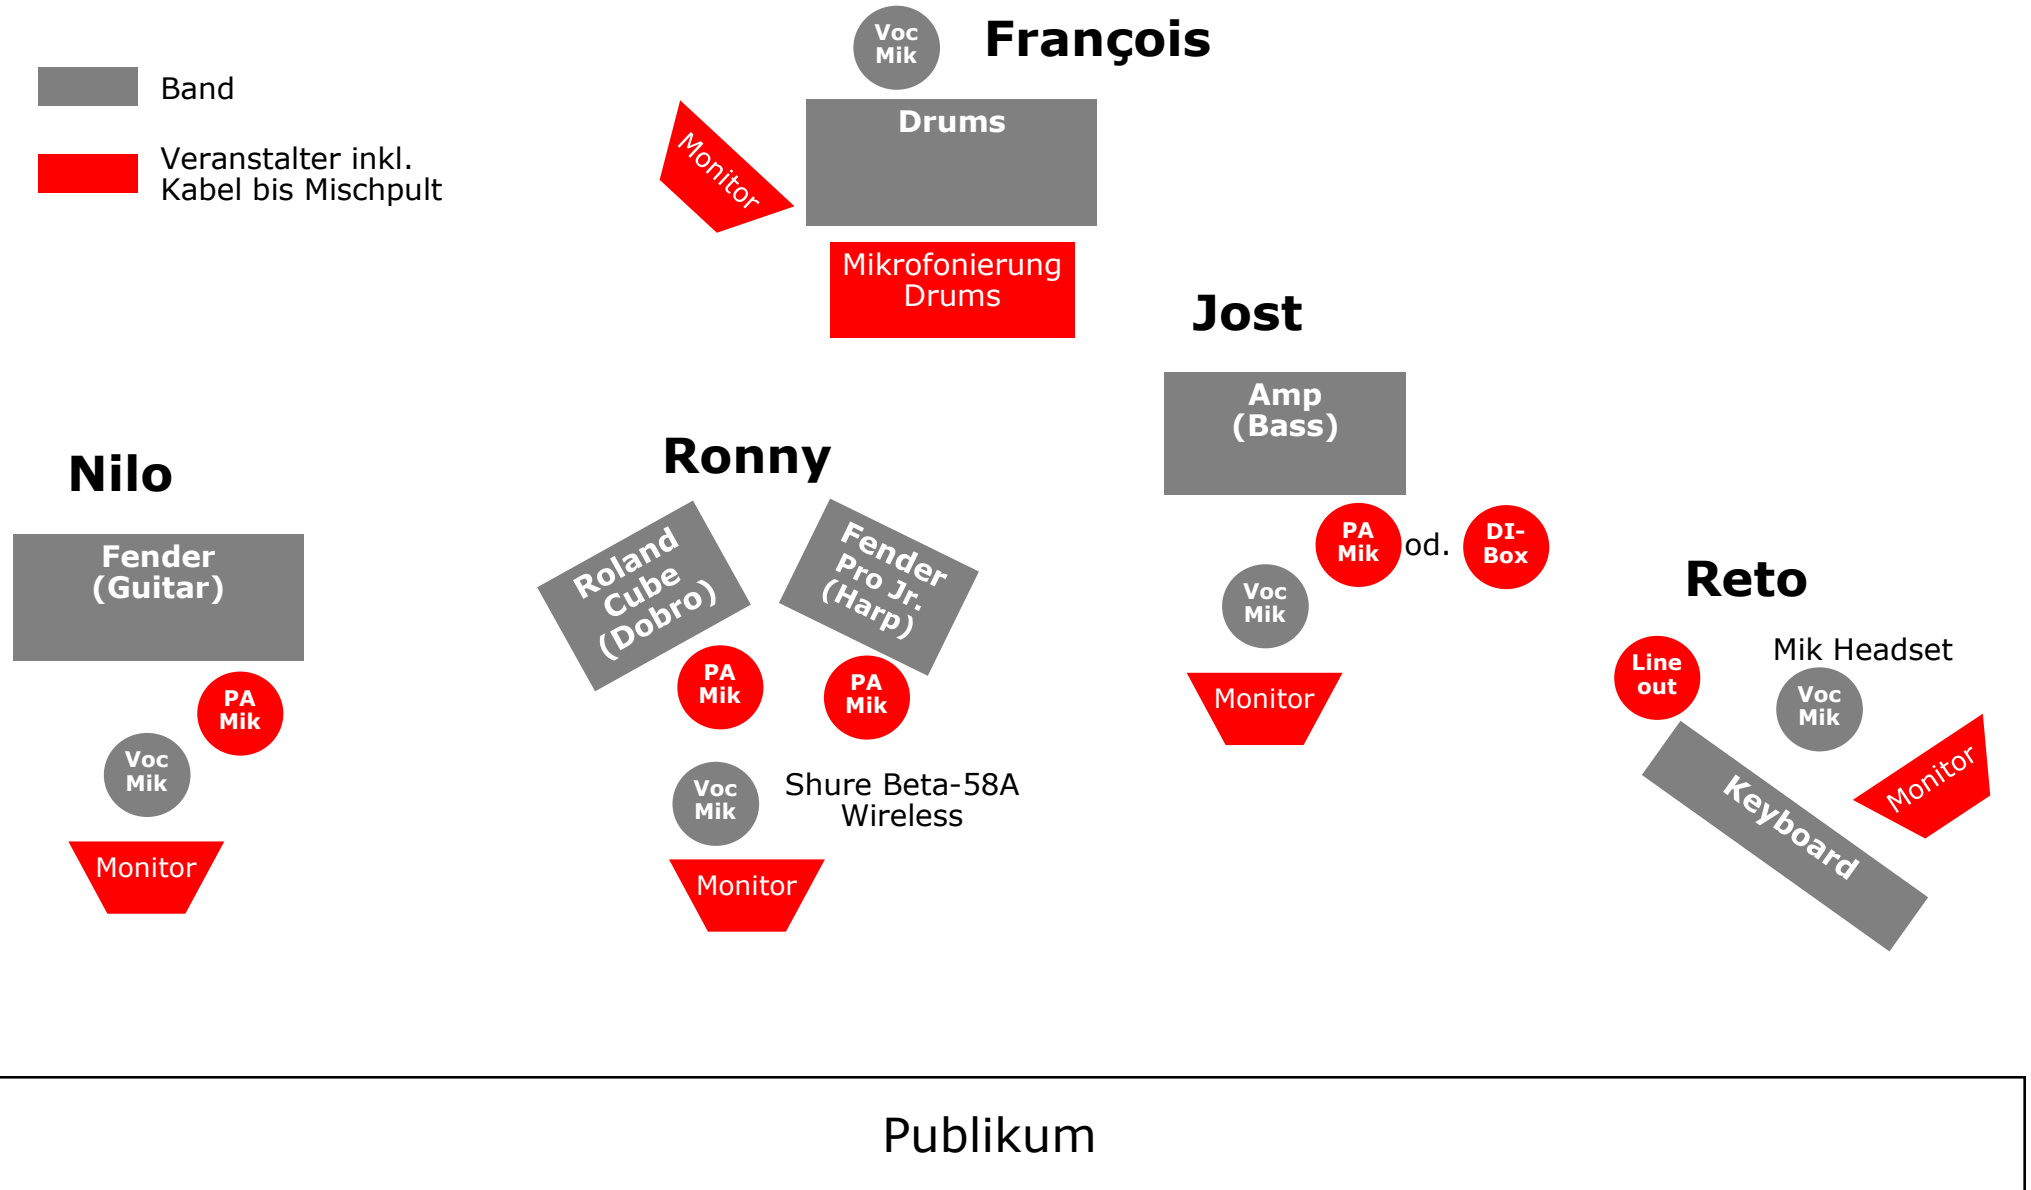 Voc
Mik
François
Band
Veranstalter inkl.
Kabel bis Mischpult
Drums
Monitor
Mikrofonierung
Drums
Jost
Amp
(Bass)
PA
Mik
od.
DI-
Box
Voc
Mik
Monitor
Nilo
Fender
(Guitar)
PA
Mik
Voc
Mik
Monitor
Ronny
Roland
Cube
(Dobro)
Fender
Pro Jr.
(Harp)
PA
Mik
PA
Mik
Voc
Mik
Shure Beta-58A
Wireless
Monitor
Reto
Line
out
Mik Headset
Voc
Mik
Monitor
Keyboard
Publikum